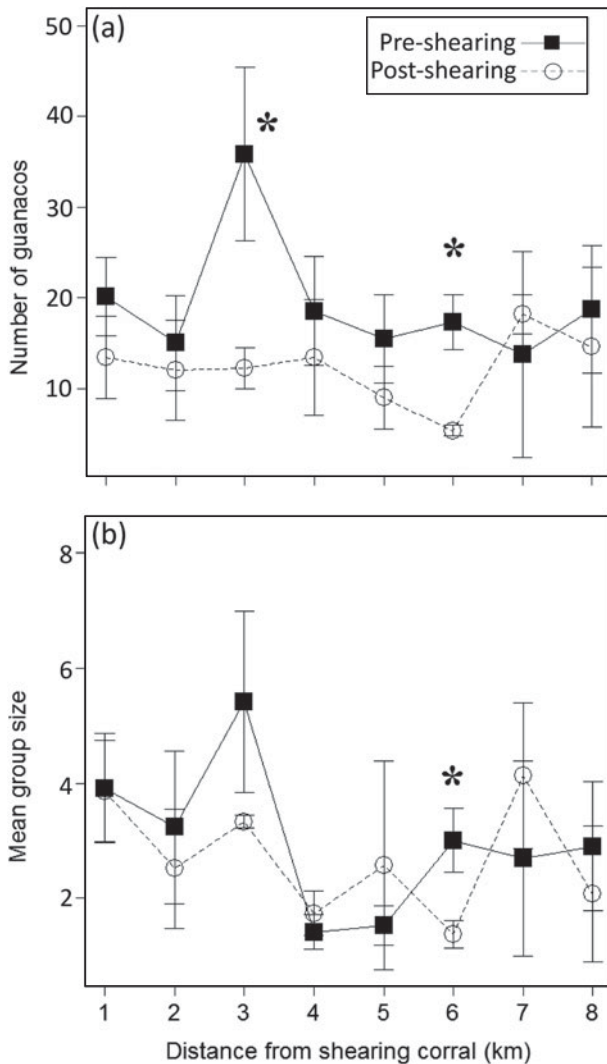 (a)
Pre-shearing
Post-shearing
*
*
Number of guanacos
50
40
30
20
10
(b)
*
Mean group size
8
6
4
2
1 2 3 4 5 6 7 8
Distance from shearing corral (km)